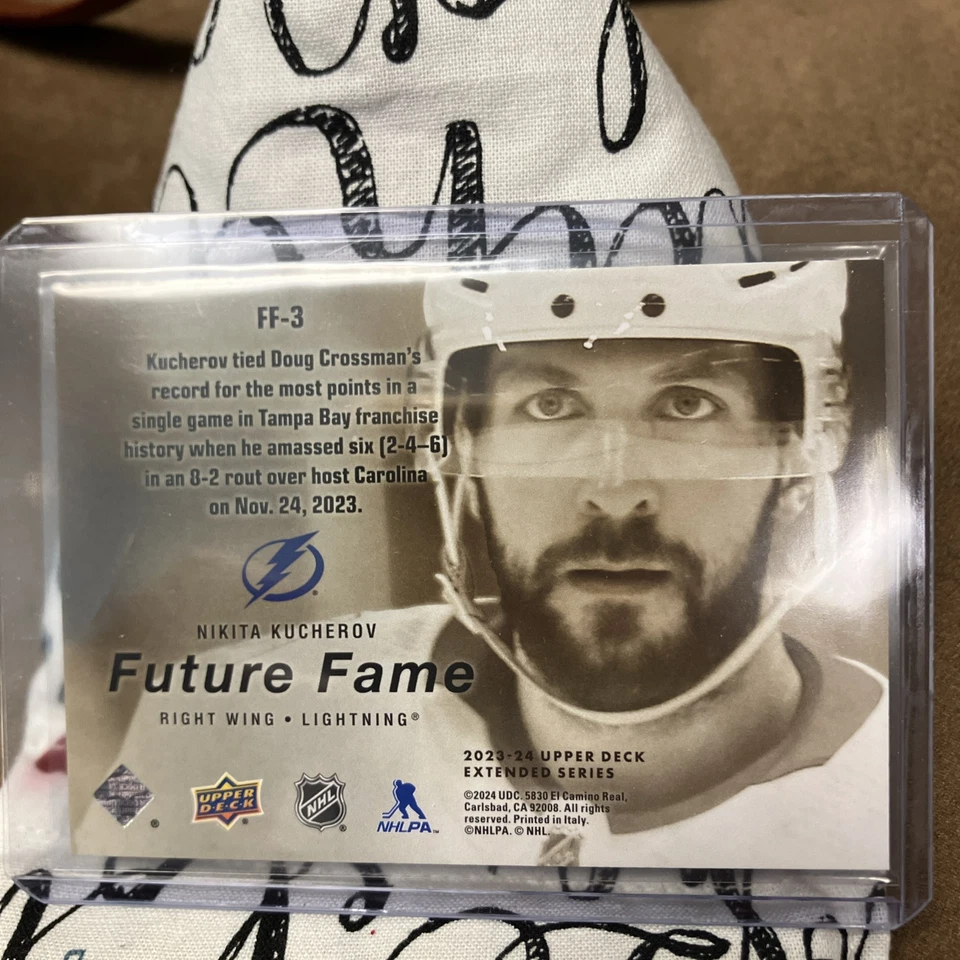 FF-3
Kucherov tied Doug Crossman's
record for the most points in a
single game in Tampa Bay franchise
history when he amassed six (2-4–6)
in an 8-2 rout over host Carolina
on Nov. 24, 2023.
NIKITA KUCHEROV
Future Fame
RIGHT WING • LIGHTNING®
2023-24 UPPER DECK
EXTENDED SERIES
©2024 UDC. 5830 El Camino Real,
Carlsbad, CA 92008. All rights
reserved. Printed in Italy.
©NHLPA. © NHL.
UPPER
D·E·C·K
NHL
NHLPA™